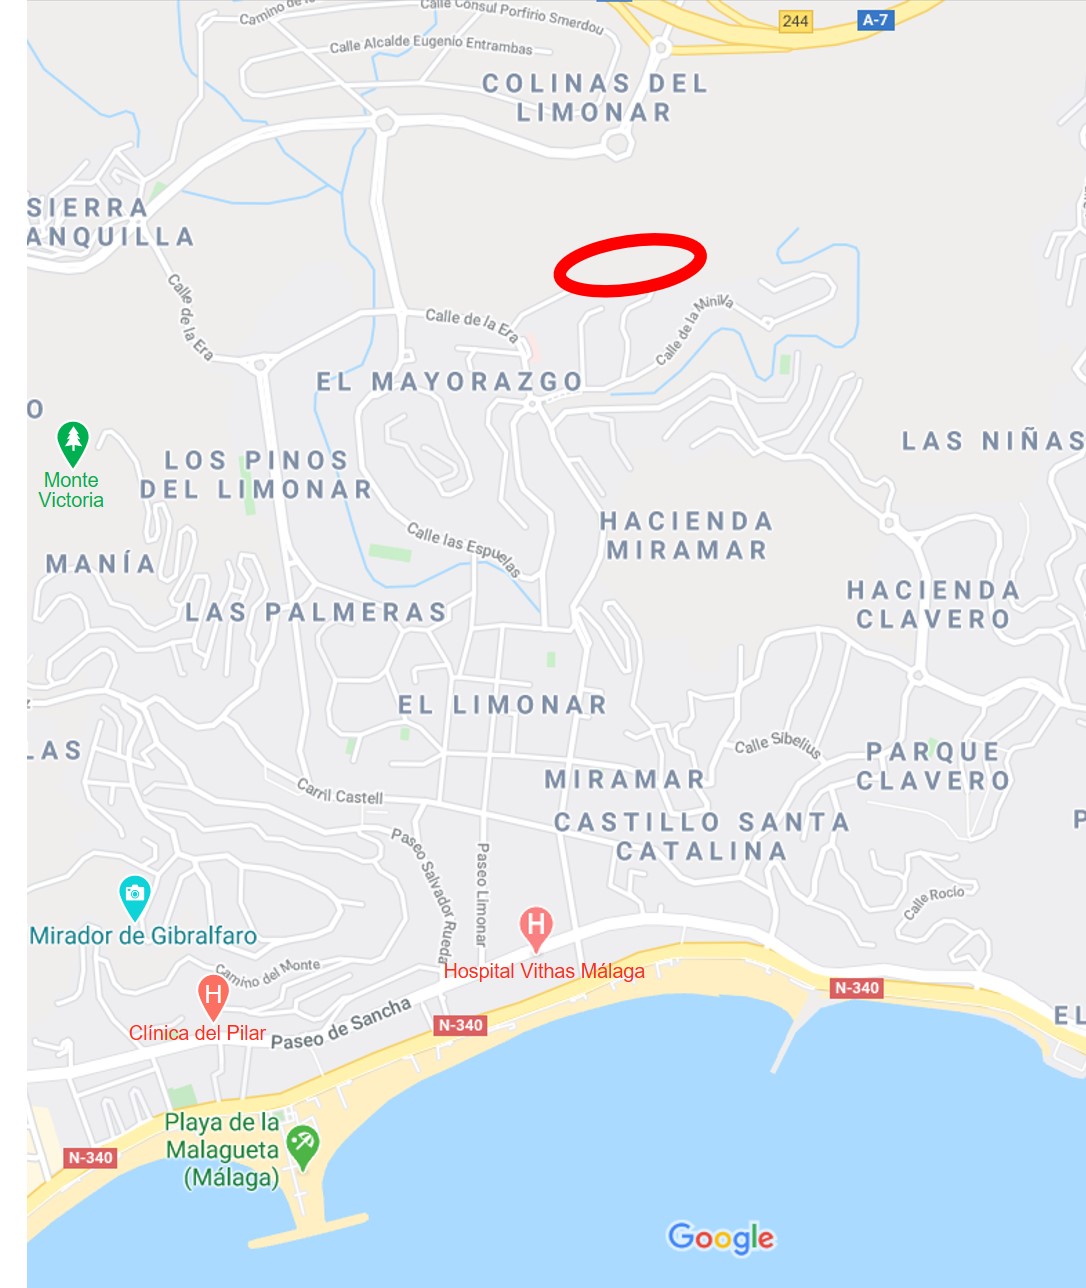 Camino de lo
Calle Cónsul Porfirio Smerdou
244
A-7
Calle Alcalde Eugenio Entrambas
COLINAS DEL
LIMONAR
SIERRA
ANQUILLA
Calle de la Era
Calle de la Era
Calle de la Miniva
EL MAYORAZGO
O
LAS NIÑAS
Monte
Victoria
LOS PINOS
DEL LIMONAR
HACIENDA
MIRAMAR
Calle las Espuelas
MANÍA
HACIENDA
CLAVERO
LAS PALMERAS
EL LIMONAR
LAS
Calle Sibelius
PARQUE
CLAVERO
MIRAMAR
Carril Castell
CASTILLO SANTA
CATALINA
P
Paseo Salvador Rueda
Paseo Limonar
Calle Rocío
Mirador de Gibralfaro
H
Hospital Vithas Málaga
Camino del Monte
H
Clínica del Pilar
Paseo de Sancha
N-340
N-340
EL
Playa de la
Malagueta
(Málaga)
N-340
Google